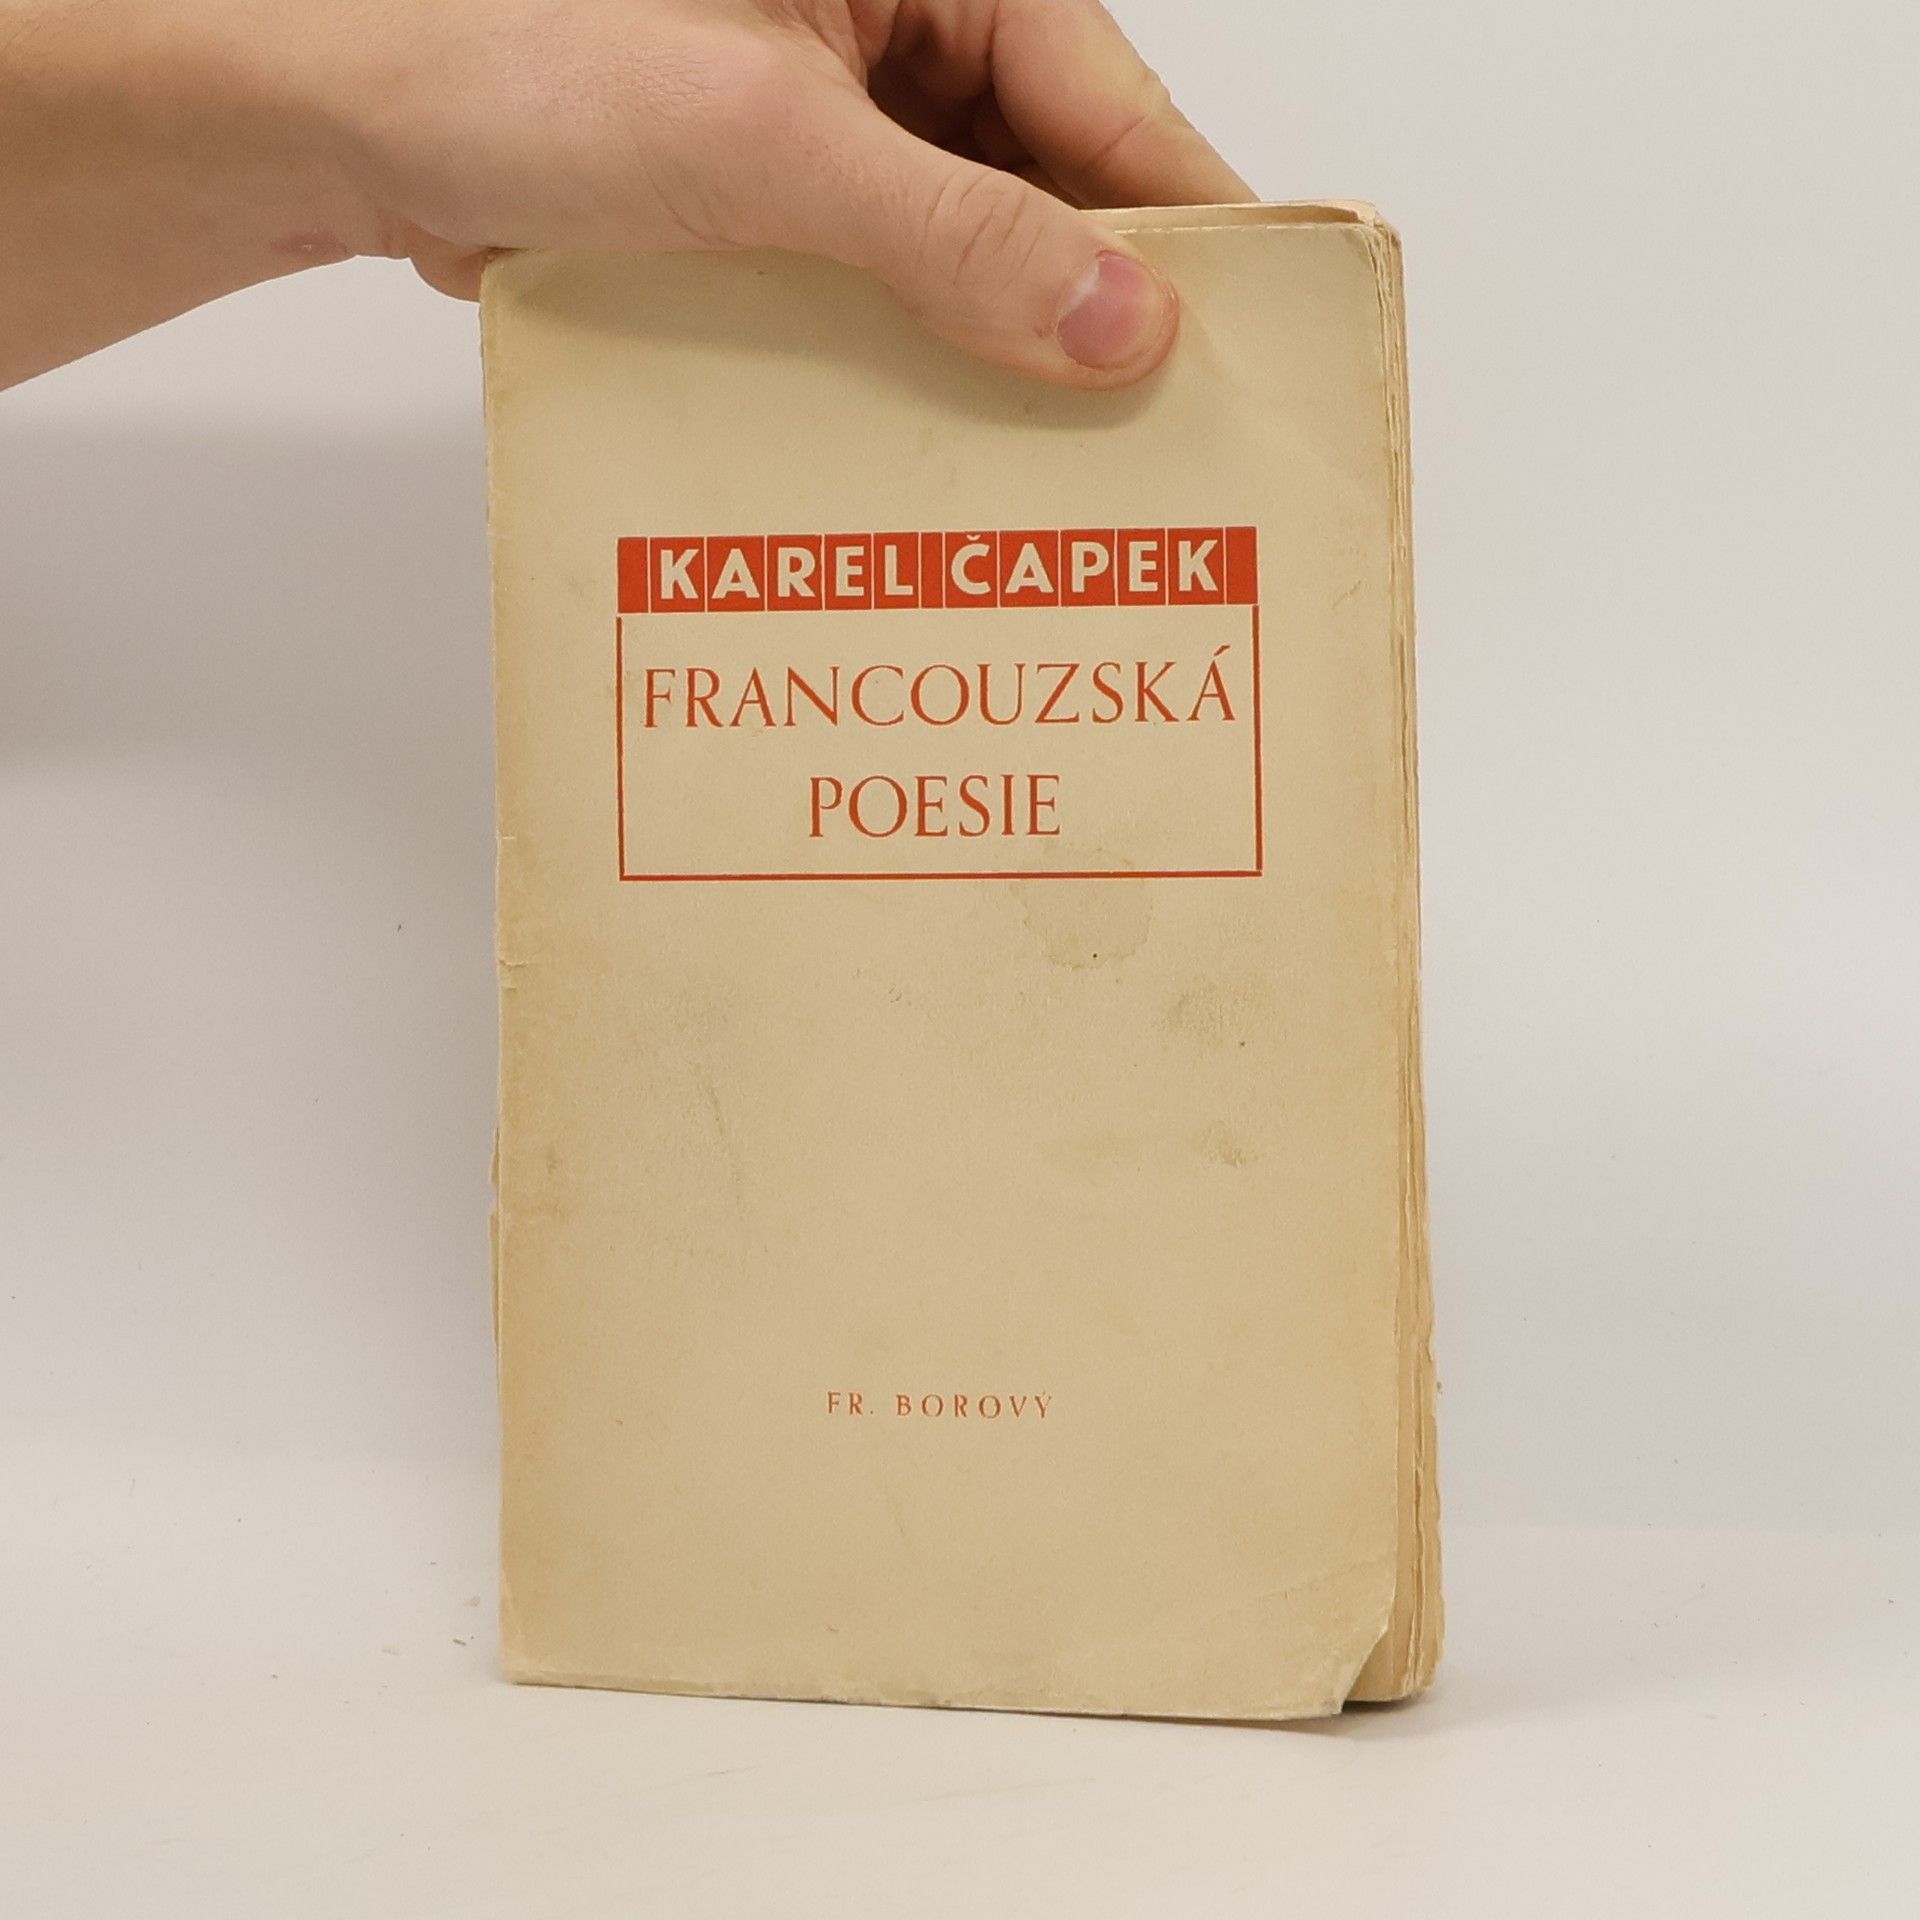 KAREL ČAPEK
FRANCOUZSKÁ
POESIE
FR. BOROVÝ